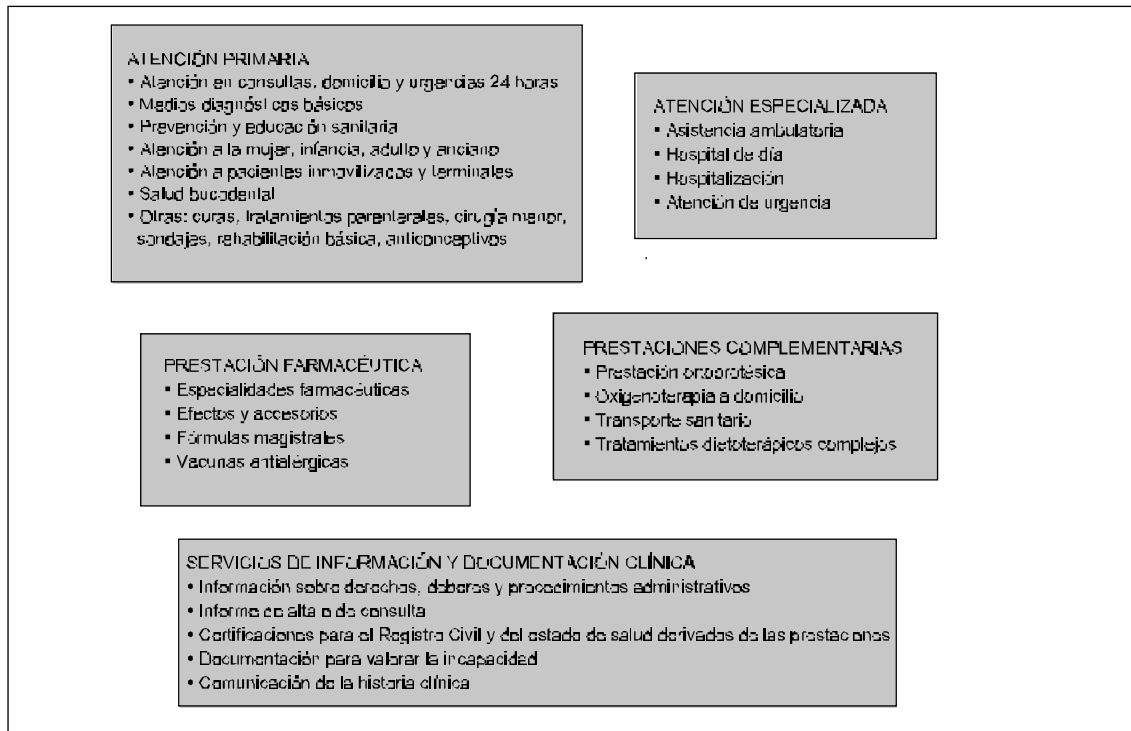 ATENCIÓN PRIMARIA
• Atención en consultas, domicilio y urgencias 24 horas
• Medios diagnósticos básicos
• Prevención y educación sanitaria
• Atención a la mujer, infancia, adulto y anciano
• Atención a pacientes inmovilizados y terminales
• Salud bucodental
• Otras: curas, tratamientos parenterales, cirugía menor,
sondajes, rehabilitación básica, anticonceptivos
ATENCIÓN ESPECIALIZADA
• Asistencia ambulatoria
• Hospital de día
• Hospitalización
• Atención de urgencia
PRESTACIÓN FARMACÉUTICA
• Especialidades farmacéuticas
• Efectos y accesorios
• Fórmulas magistrales
• Vacunas antialérgicas
PRESTACIONES COMPLEMENTARIAS
• Prestación ortoprotésica
• Oxigenoterapia a domicilio
• Transporte sanitario
• Tratamientos dietoterápicos complejos
SERVICIOS DE INFORMACIÓN Y DOCUMENTACIÓN CLÍNICA
• Información sobre derechos, deberes y procedimientos administrativos
• Informe de alta o de consulta
• Certificaciones para el Registro Civil y del estado de salud derivados de las prestaciones
• Documentación para valorar la incapacidad
• Comunicación de la historia clínica